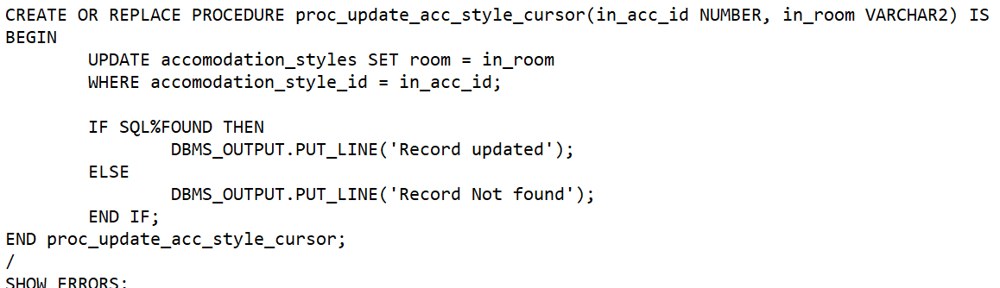 CREATE OR REPLACE PROCEDURE proc_update_acc_style_cursor(in_acc_id NUMBER, in_room VARCHAR2) IS
BEGIN
        UPDATE accomodation_styles SET room = in_room
        WHERE accomodation_style_id = in_acc_id;

        IF SQL%FOUND THEN
                DBMS_OUTPUT.PUT_LINE('Record updated');
        ELSE
                DBMS_OUTPUT.PUT_LINE('Record Not found');
        END IF;
END proc_update_acc_style_cursor;
/
SHOW ERRORS;